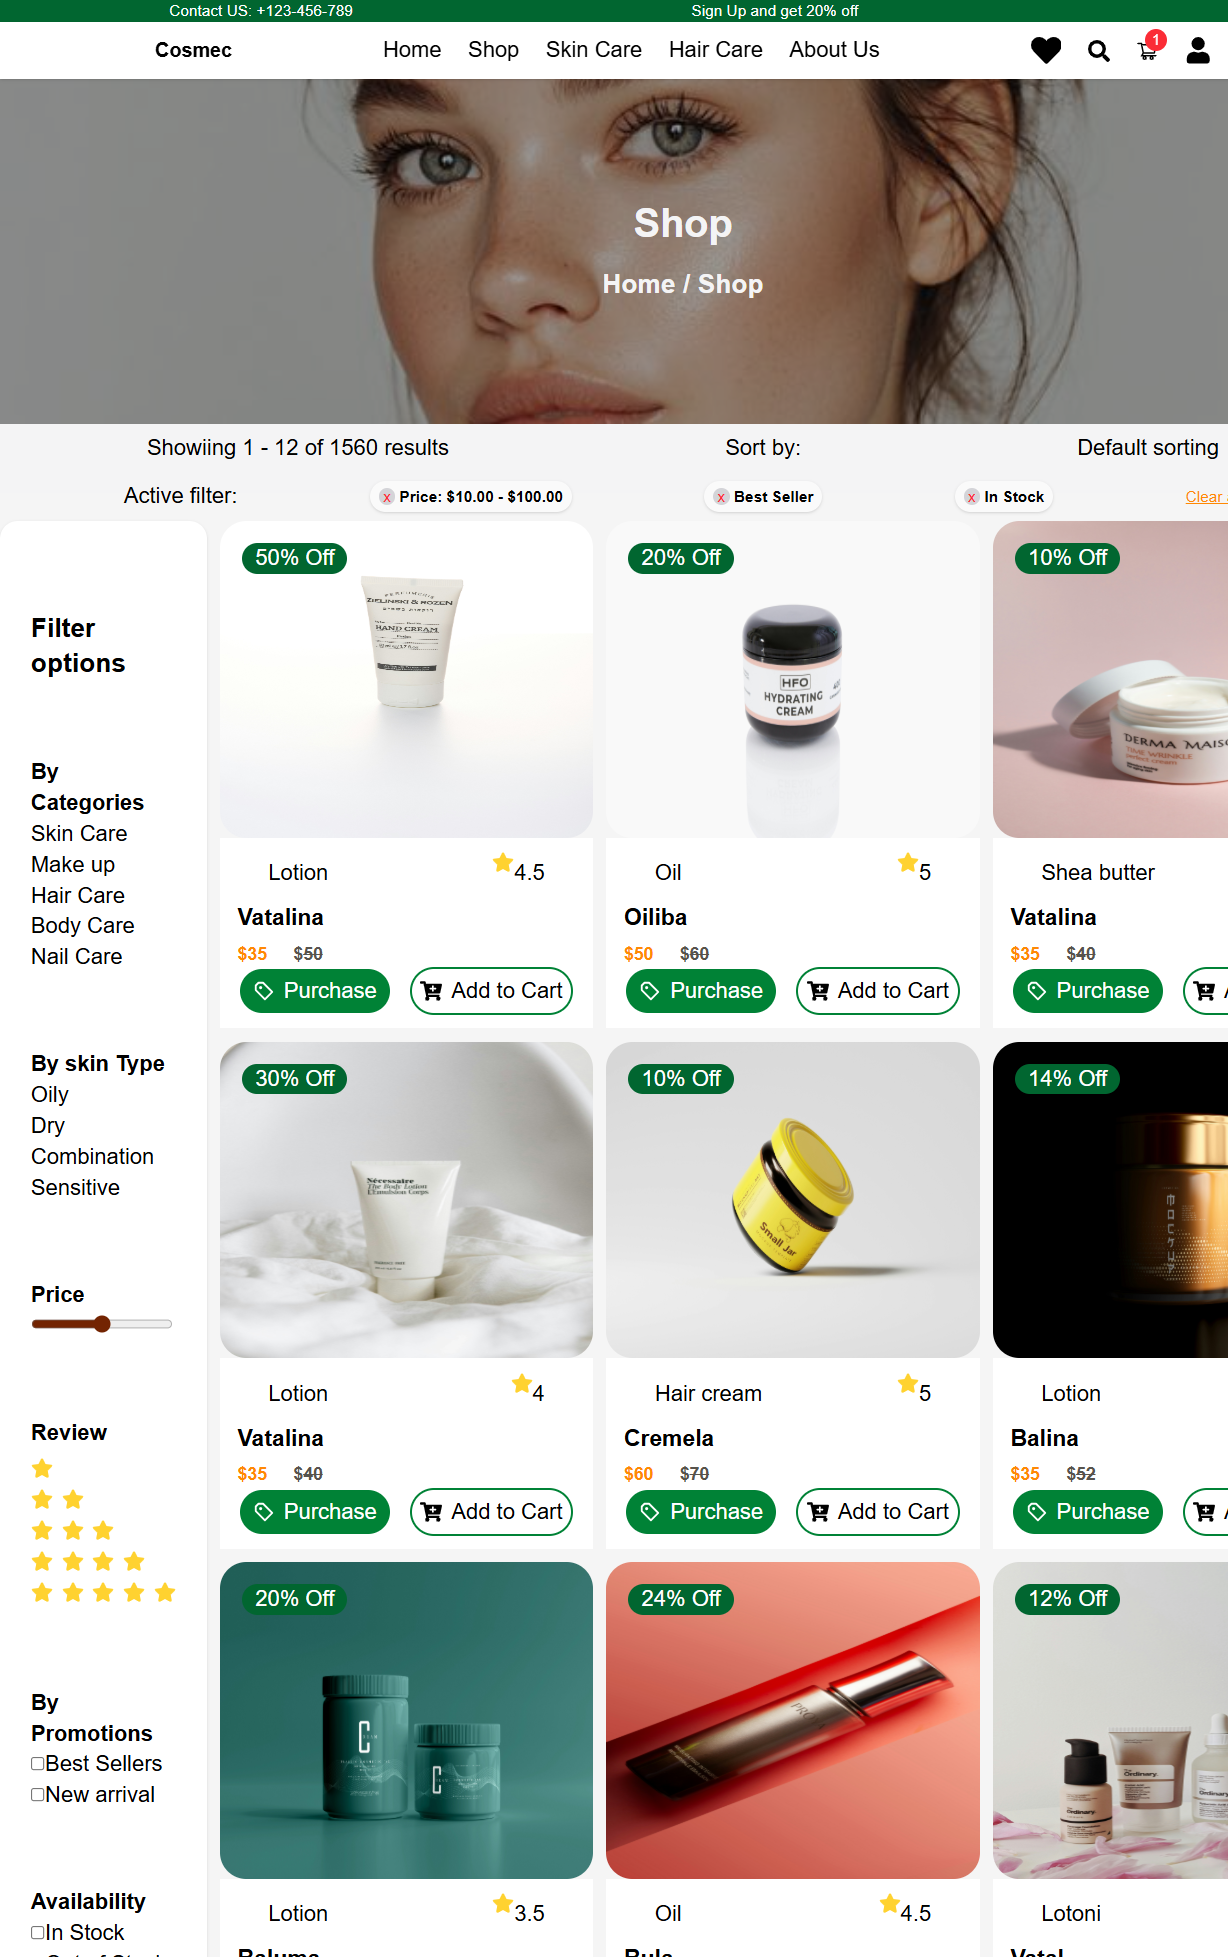 Contact US: +123-456-789 Sign Up and get 20% off
Cosmec Home Shop Skin Care Hair Care About Us 1
Shop
Home / Shop
Showiing 1 - 12 of 1560 results Sort by: Default sorting
Active filter: x Price: $10.00 - $100.00 x Best Seller x In Stock Clear
Filter
options
By
Categories
Skin Care
Make up
Hair Care
Body Care
Nail Care
By skin Type
Oily
Dry
Combination
Sensitive
Price
Review
By
Promotions
Best Sellers
New arrival
Availability
In Stock
50% Off 20% Off 10% Off
ZIELINSKI & ROZEN
HAND CREAM
HFO
HYDRATING
CREAM
DERMA
TIME WRINKLE
perfect cream
Lotion 4.5 Oil 5 Shea butter
Vatalina Oiliba Vatalina
$35 $50 $50 $60 $35 $40
Purchase Add to Cart Purchase Add to Cart Purchase
30% Off 10% Off 14% Off
Nécessaire
The Body Lotion
L'Emulsion Corps
Small Jar
Lotion 4 Hair cream 5 Lotion
Vatalina Cremela Balina
$35 $40 $60 $70 $35 $52
Purchase Add to Cart Purchase Add to Cart Purchase
20% Off 24% Off 12% Off
Ordinary.
Ordinary.
Lotion 3.5 Oil 4.5 Lotoni